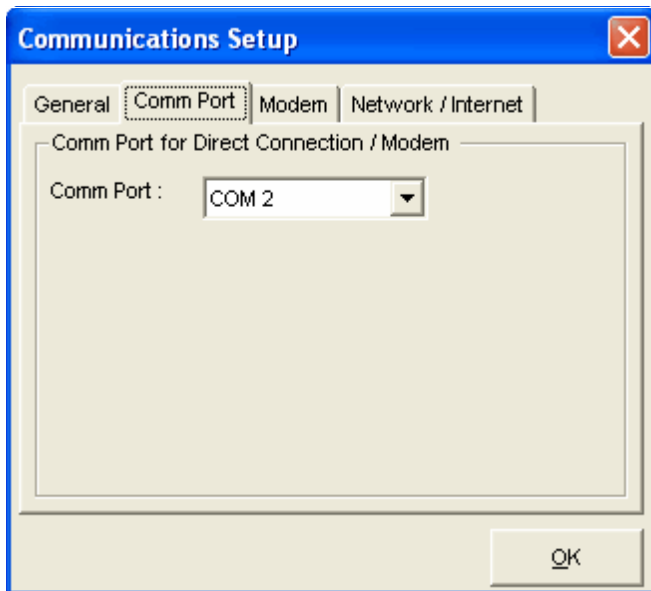 Communications Setup
General Comm Port Modem Network / Internet
Comm Port for Direct Connection / Modem
Comm Port : COM 2
OK